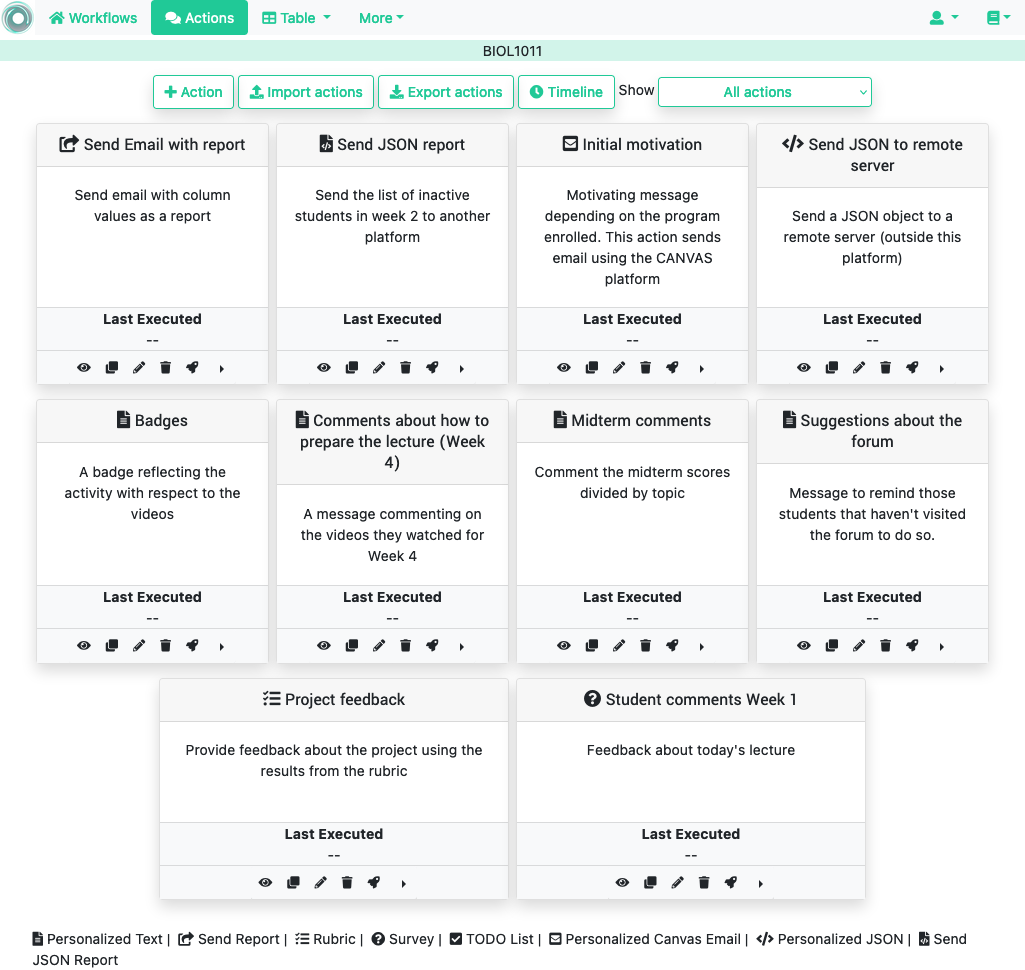 Workflows Actions Table More
BIOL1011
Action Import actions Export actions Timeline Show All actions
Send Email with report
Send email with column
values as a report
Last Executed
--
Send JSON report
Send the list of inactive
students in week 2 to another
platform
Last Executed
--
Initial motivation
Motivating message
depending on the program
enrolled. This action sends
email using the CANVAS
platform
Last Executed
--
Send JSON to remote
server
Send a JSON object to a
remote server (outside this
platform)
Last Executed
--
Badges
A badge reflecting the
activity with respect to the
videos
Last Executed
--
Comments about how to
prepare the lecture (Week
4)
A message commenting on
the videos they watched for
Week 4
Last Executed
--
Midterm comments
Comment the midterm scores
divided by topic
Last Executed
--
Suggestions about the
forum
Message to remind those
students that haven't visited
the forum to do so.
Last Executed
--
Project feedback
Provide feedback about the project using the
results from the rubric
Last Executed
--
Student comments Week 1
Feedback about today's lecture
Last Executed
--
Personalized Text | Send Report | Rubric | Survey | TODO List | Personalized Canvas Email | Personalized JSON | Send
JSON Report